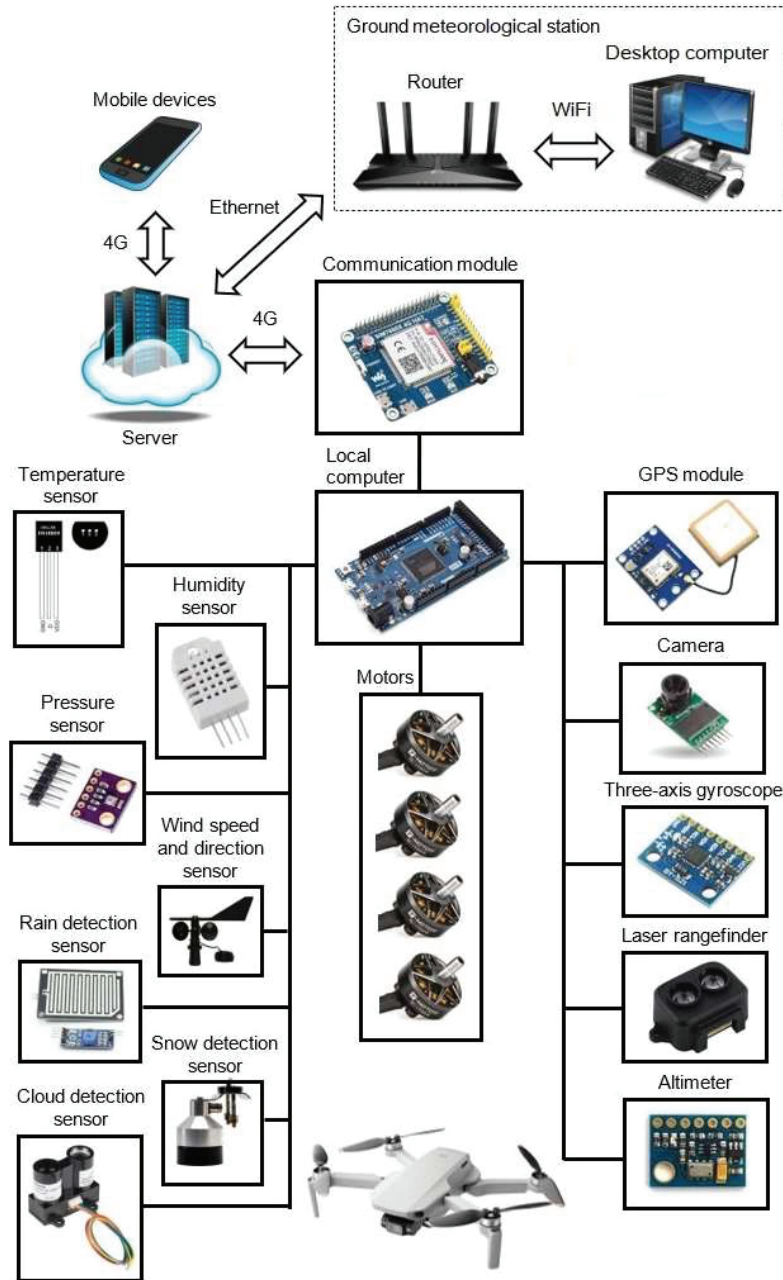 Ground meteorological station
Desktop computer
Router
WiFi
Mobile devices
Ethernet
4G
Communication module
4G
Server
Local
computer
Temperature
sensor
GPS module
Humidity
sensor
Camera
Motors
Pressure
sensor
Three-axis gyroscope
Wind speed
and direction
sensor
Rain detection
sensor
Laser rangefinder
Snow detection
sensor
Cloud detection
sensor
Altimeter